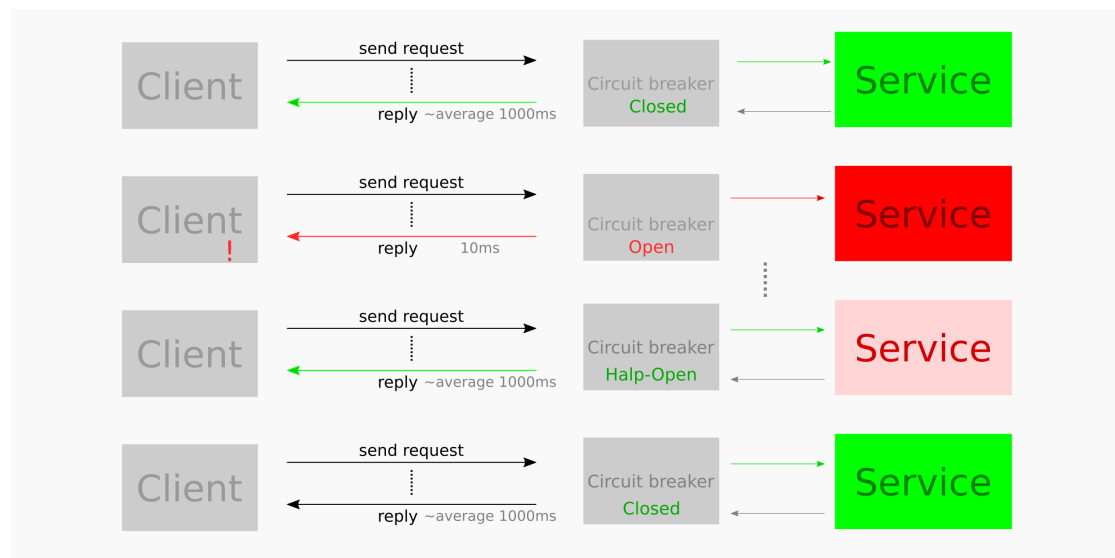 Client
send request
reply ~average 1000ms
Circuit breaker
Closed
Service
Client
!
send request
reply 10ms
Circuit breaker
Open
Service
Client
send request
reply ~average 1000ms
Circuit breaker
Halp-Open
Service
Client
send request
reply ~average 1000ms
Circuit breaker
Closed
Service